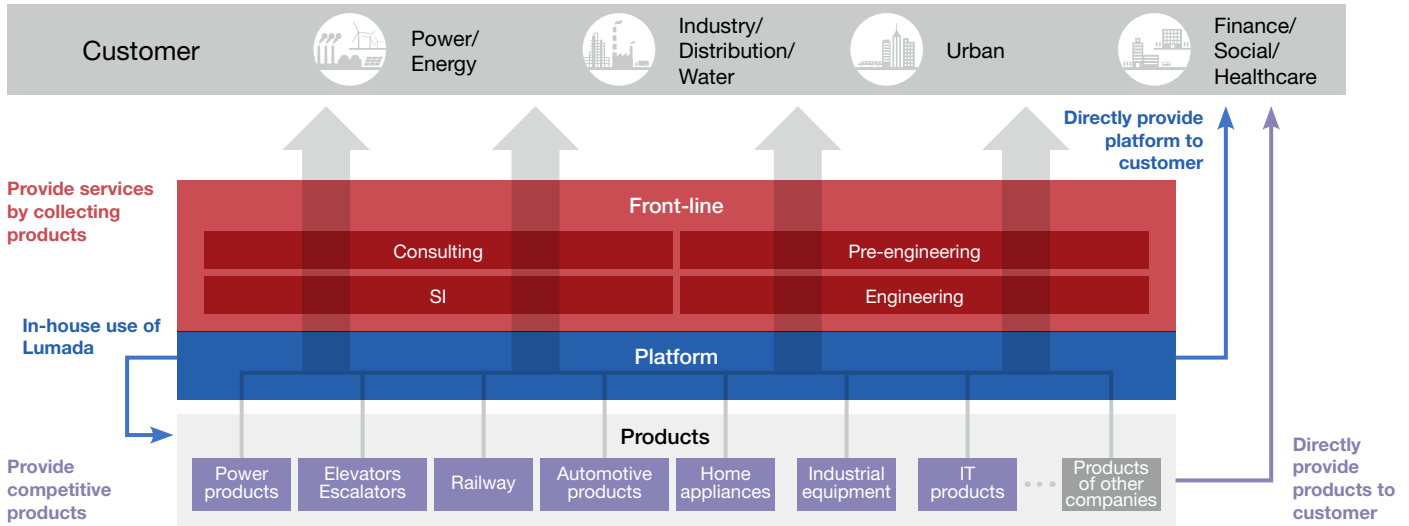 Customer
Power/
Energy
Industry/
Distribution/
Water
Urban
Finance/
Social/
Healthcare
Directly provide
platform to
customer
Provide services
by collecting
products
Front-line
Consulting
Pre-engineering
SI
Engineering
In-house use of
Lumada
Platform
Products
Provide
competitive
products
Power
products
Elevators
Escalators
Railway
Automotive
products
Home
appliances
Industrial
equipment
IT
products
Products
of other
companies
Directly
provide
products to
customer